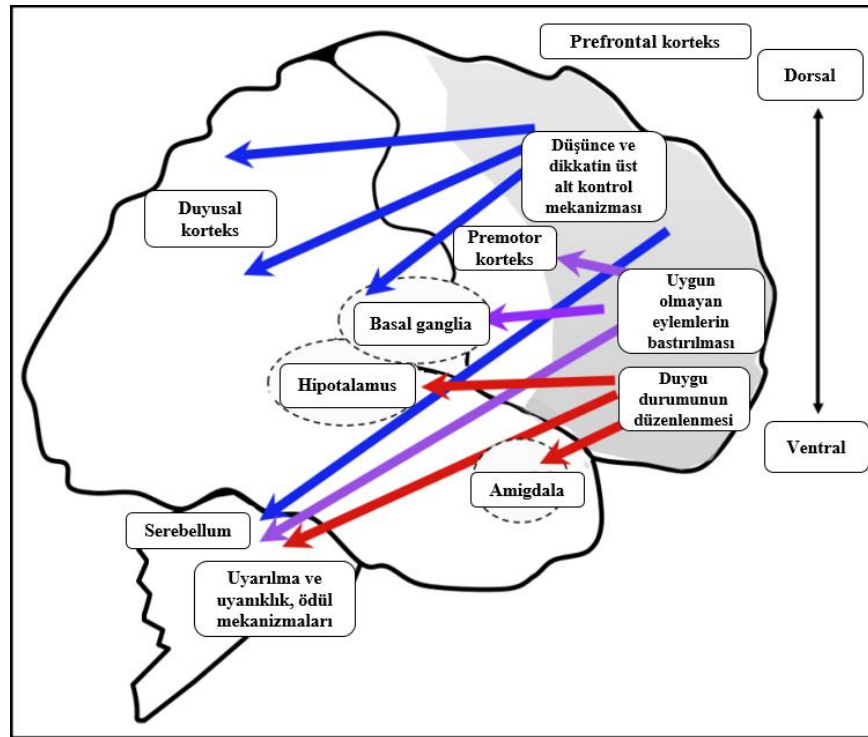 Prefrontal korteks
Dorsal
Düşünce ve
dikkatin üst
alt kontrol
mekanizması
Duyusal
korteks
Premotor
korteks
Uygun
olmayan
eylemlerin
bastırılması
Basal ganglia
Hipotalamus
Duygu
durumunun
düzenlenmesi
Ventral
Amigdala
Serebellum
Uyarılma ve
uyanıklık, ödül
mekanizmaları